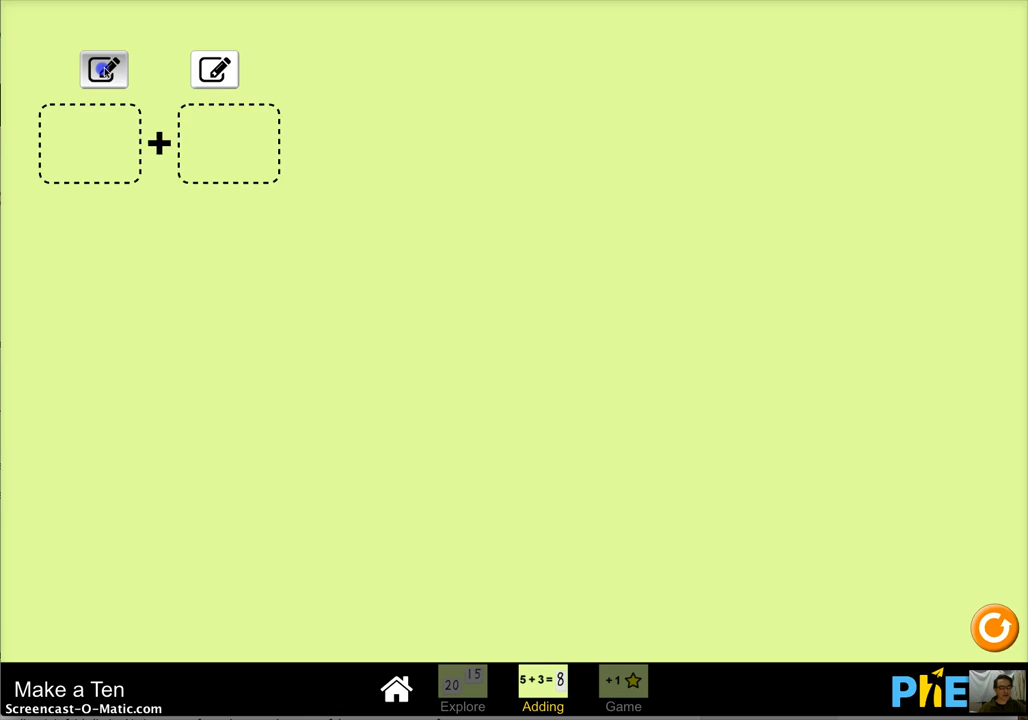 +
15
20
5 + 3 = 8
+1
Explore
Adding
Game
PhET
Make a Ten
Screencast-O-Matic.com